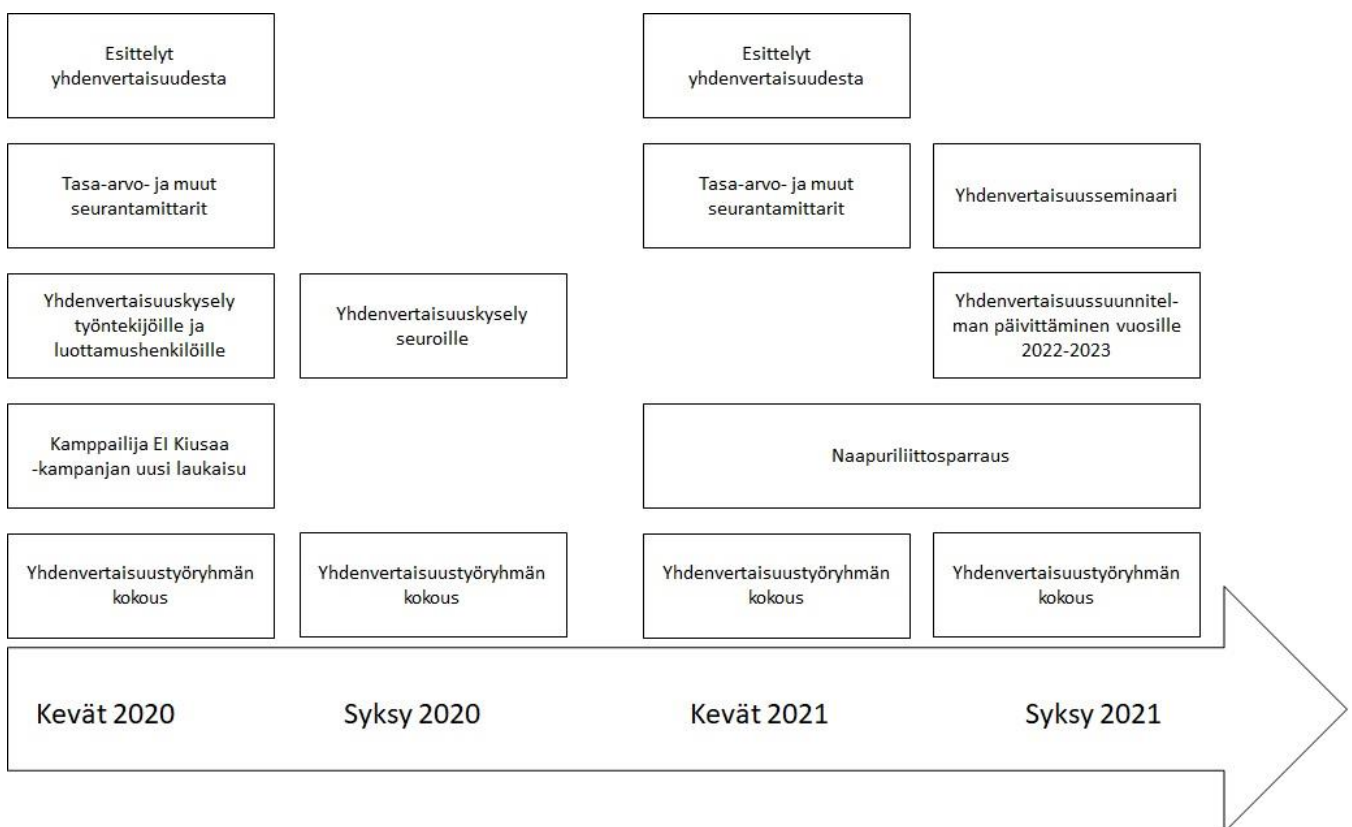 Esittelyt
yhdenvertaisuudesta
Esittelyt
yhdenvertaisuudesta
Tasa-arvo- ja muut
seurantamittarit
Tasa-arvo- ja muut
seurantamittarit
Yhdenvertaisuusseminaari
Yhdenvertaisuuskysely
työntekijöille ja
luottamushenkilöille
Yhdenvertaisuuskysely
seuroille
Yhdenvertaisuussuunnitel-
man päivittäminen vuosille
2022-2023
Kamppailija EI Kiusaa
-kampanjan uusi laukaisu
Naapuriliittosparraus
Yhdenvertaisuustyöryhmän
kokous
Yhdenvertaisuustyöryhmän
kokous
Yhdenvertaisuustyöryhmän
kokous
Yhdenvertaisuustyöryhmän
kokous
Kevät 2020
Syksy 2020
Kevät 2021
Syksy 2021